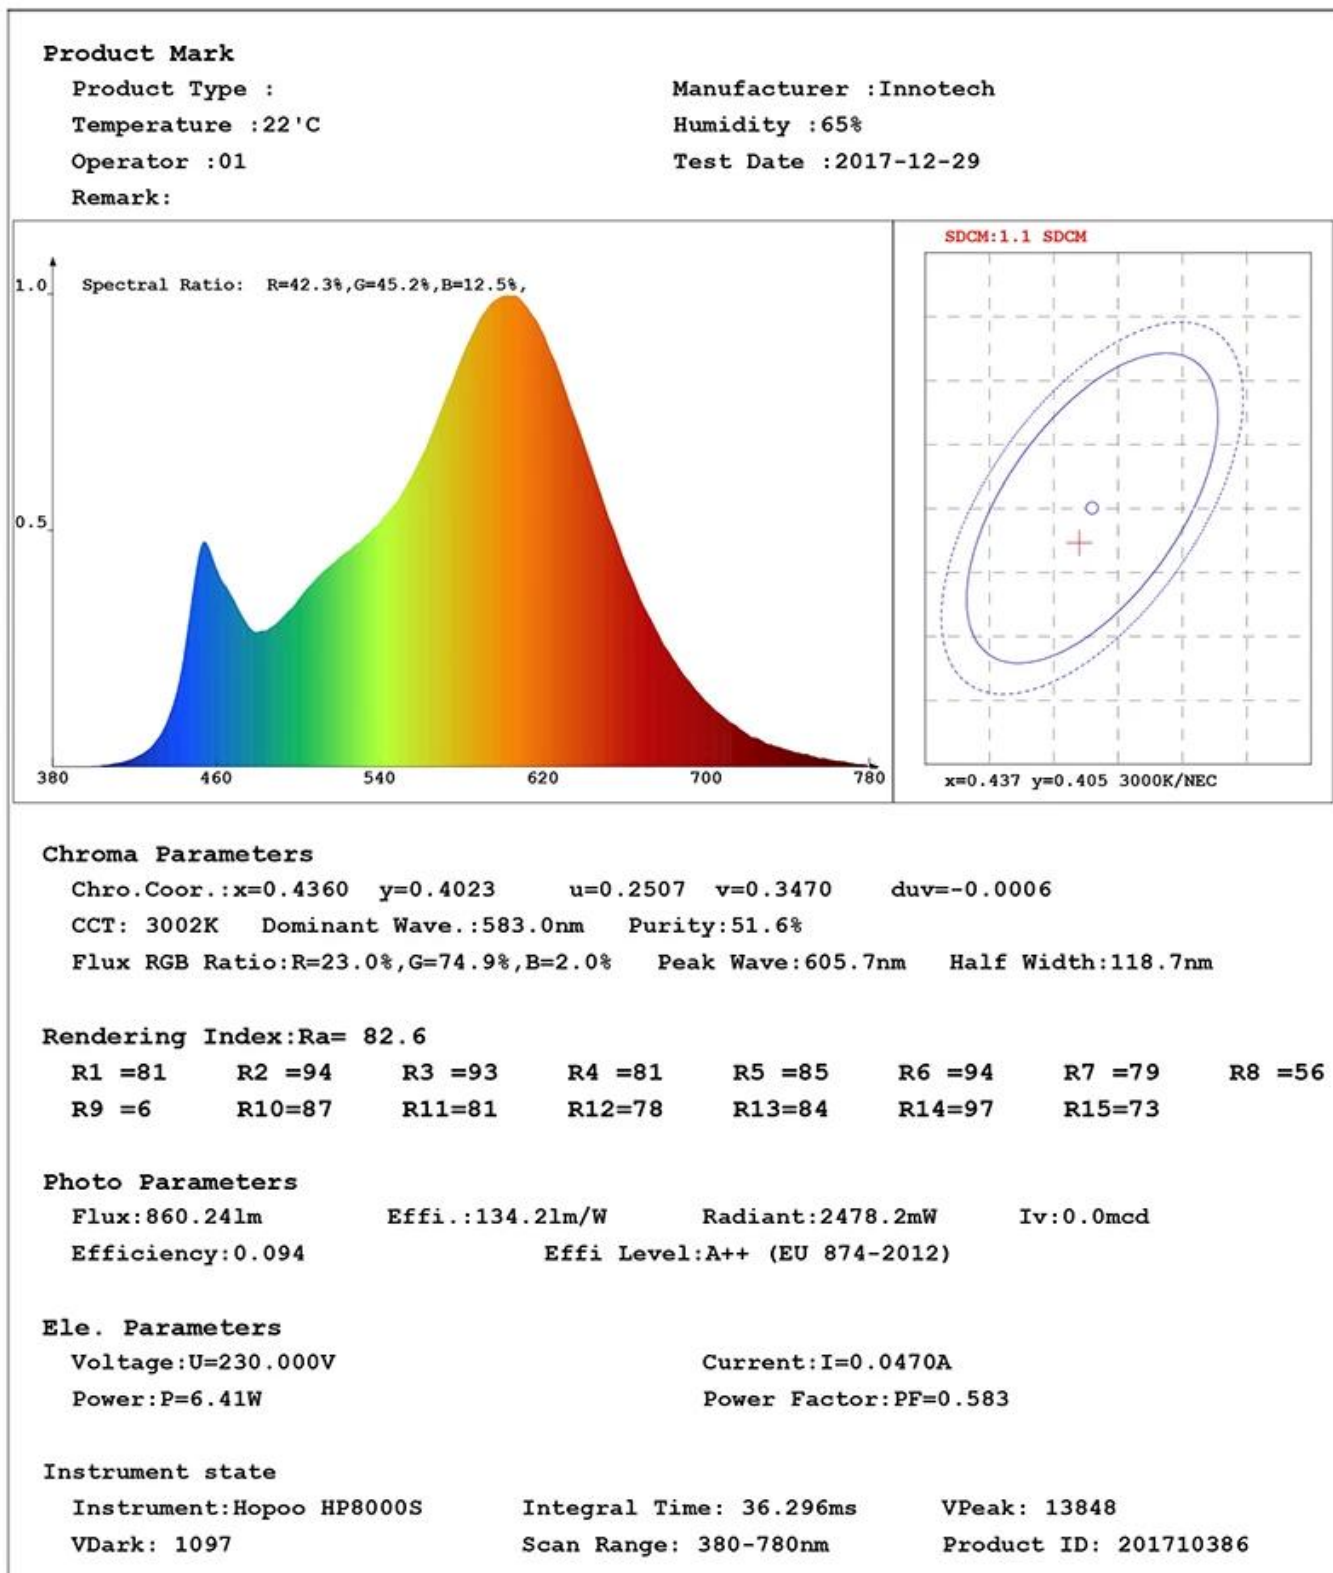 Product Mark
Product Type : Manufacturer :Innotech
Temperature :22'C Humidity :65%
Operator :01 Test Date :2017-12-29
Remark:
SDCM:1.1 SDCM
1.0 Spectral Ratio: R=42.3%,G=45.2%,B=12.5%,
0.5
380 460 540 620 700 780
x=0.437 y=0.405 3000K/NEC
Chroma Parameters
Chro.Coor.:x=0.4360 y=0.4023 u=0.2507 v=0.3470 duv=-0.0006
CCT: 3002K Dominant Wave.:583.0nm Purity:51.6%
Flux RGB Ratio:R=23.0%,G=74.9%,B=2.0% Peak Wave:605.7nm Half Width:118.7nm
Rendering Index:Ra= 82.6
R1 =81 R2 =94 R3 =93 R4 =81 R5 =85 R6 =94 R7 =79 R8 =56
R9 =6 R10=87 R11=81 R12=78 R13=84 R14=97 R15=73
Photo Parameters
Flux:860.24lm Effi.:134.2lm/W Radiant:2478.2mW Iv:0.0mcd
Efficiency:0.094 Effi Level:A++ (EU 874-2012)
Ele. Parameters
Voltage:U=230.000V Current:I=0.0470A
Power:P=6.41W Power Factor:PF=0.583
Instrument state
Instrument:Hopoo HP8000S Integral Time: 36.296ms VPeak: 13848
VDark: 1097 Scan Range: 380-780nm Product ID: 201710386